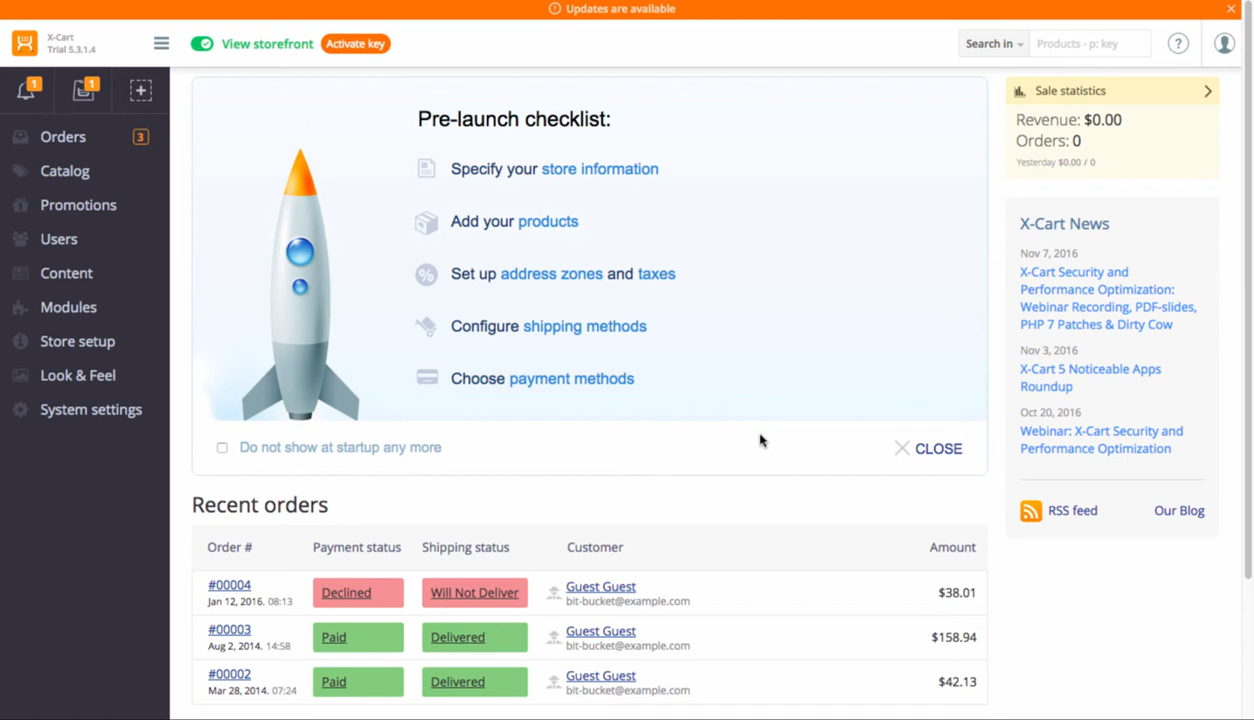 Updates are available
X-Cart
Trial 5.3.1.4
View storefront
Activate key
Search in
Products - p: key
?
1
1
Orders 3
Catalog
Promotions
Users
Content
Modules
Store setup
Look & Feel
System settings
Pre-launch checklist:
Specify your store information
Add your products
Set up address zones and taxes
Configure shipping methods
Choose payment methods
Do not show at startup any more
CLOSE
Sale statistics
Revenue: $0.00
Orders: 0
Yesterday $0.00 / 0
X-Cart News
Nov 7, 2016
X-Cart Security and
Performance Optimization:
Webinar Recording, PDF-slides,
PHP 7 Patches & Dirty Cow
Nov 3, 2016
X-Cart 5 Noticeable Apps
Roundup
Oct 20, 2016
Webinar: X-Cart Security and
Performance Optimization
RSS feed Our Blog
Recent orders
Order # Payment status Shipping status Customer Amount
#00004 Declined Will Not Deliver Guest Guest $38.01
Jan 12, 2016. 08:13 bit-bucket@example.com
#00003 Paid Delivered Guest Guest $158.94
Aug 2, 2014. 14:58 bit-bucket@example.com
#00002 Paid Delivered Guest Guest $42.13
Mar 28, 2014. 07:24 bit-bucket@example.com